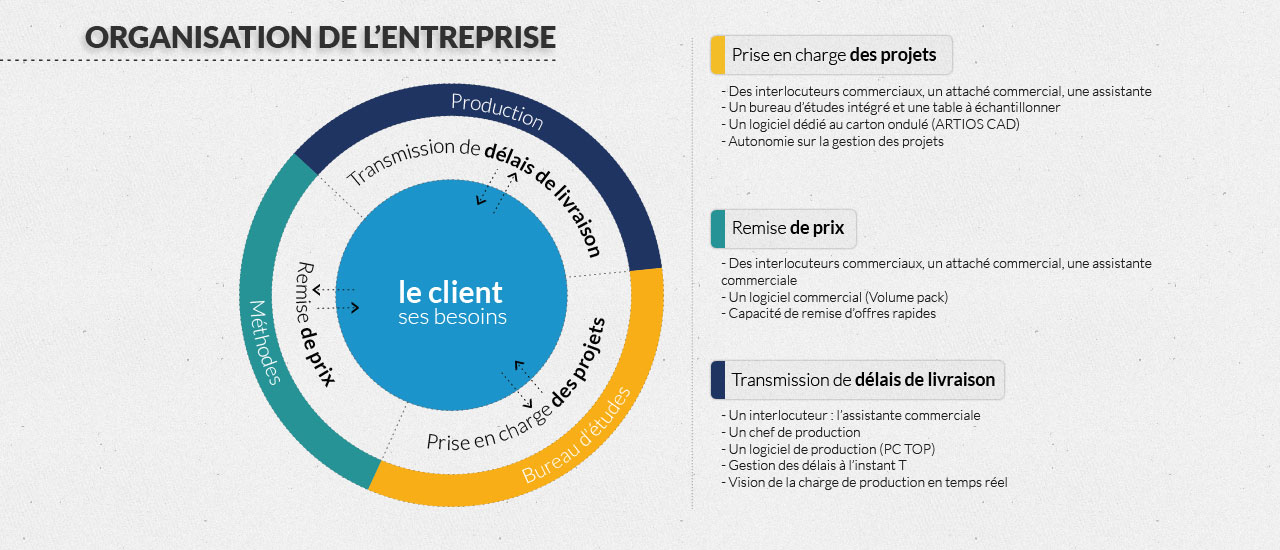 ORGANISATION DE L'ENTREPRISE
Production
Transmission de délais de livraison
Méthodes
Remise de prix
le client
ses besoins
Prise en charge des projets
Bureau d'études
Prise en charge des projets
- Des interlocuteurs commerciaux, un attaché commercial, une assistante
- Un bureau d'études intégré et une table à échantillonner
- Un logiciel dédié au carton ondulé (ARTIOS CAD)
- Autonomie sur la gestion des projets
Remise de prix
- Des interlocuteurs commerciaux, un attaché commercial, une assistante
commerciale
- Un logiciel commercial (Volume pack)
- Capacité de remise d'offres rapides
Transmission de délais de livraison
- Un interlocuteur : l'assistante commerciale
- Un chef de production
- Un logiciel de production (PC TOP)
- Gestion des délais à l'instant T
- Vision de la charge de production en temps réel